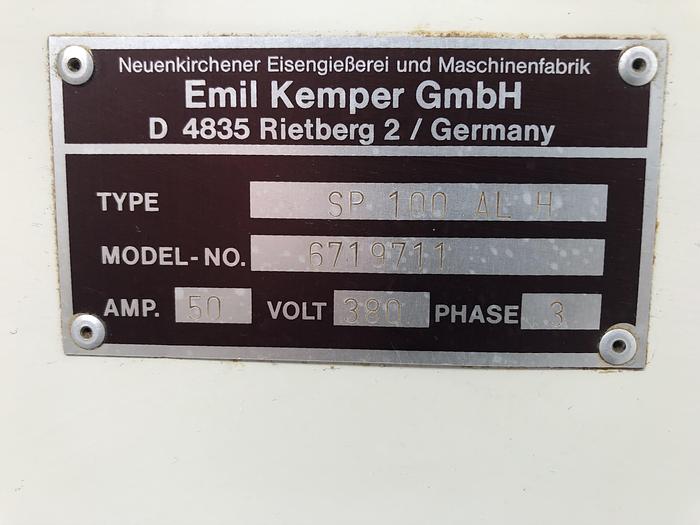 Neuenkirchener Eisengießerei und Maschinenfabrik
Emil Kemper GmbH
D 4835 Rietberg 2 / Germany
TYPE SP 100 AL H
MODEL-NO. 6719711
AMP. 50 VOLT 380 PHASE 3